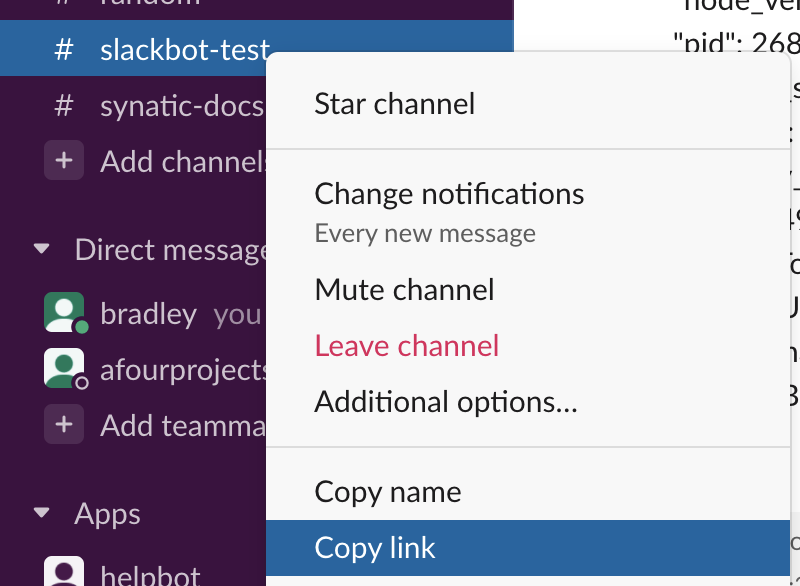 random
# slackbot-test
# synatic-docs
+ Add channels
Direct message
bradley you
afourprojects
+ Add teamma
Apps
helpbot
Star channel
Change notifications
Every new message
Mute channel
Leave channel
Additional options...
Copy name
Copy link
"node_ver
"pid": 268